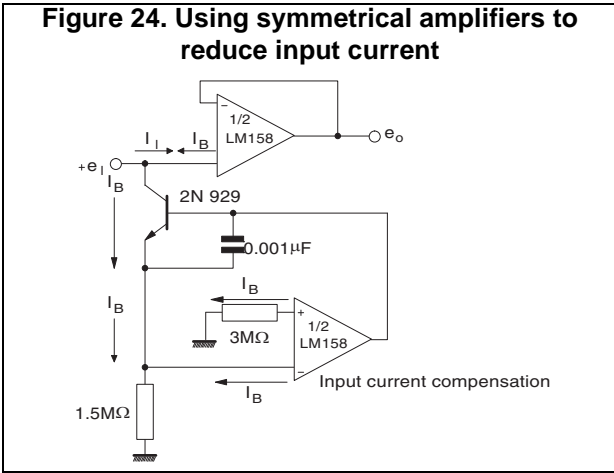 Figure 24. Using symmetrical amplifiers to
reduce input current
−
1/2
LM158
I_I
I_B
e_o
+e_I
I_B
2N 929
0.001µF
I_B
I_B
+
3MΩ
1/2
LM158
−
I_B
Input current compensation
1.5MΩ